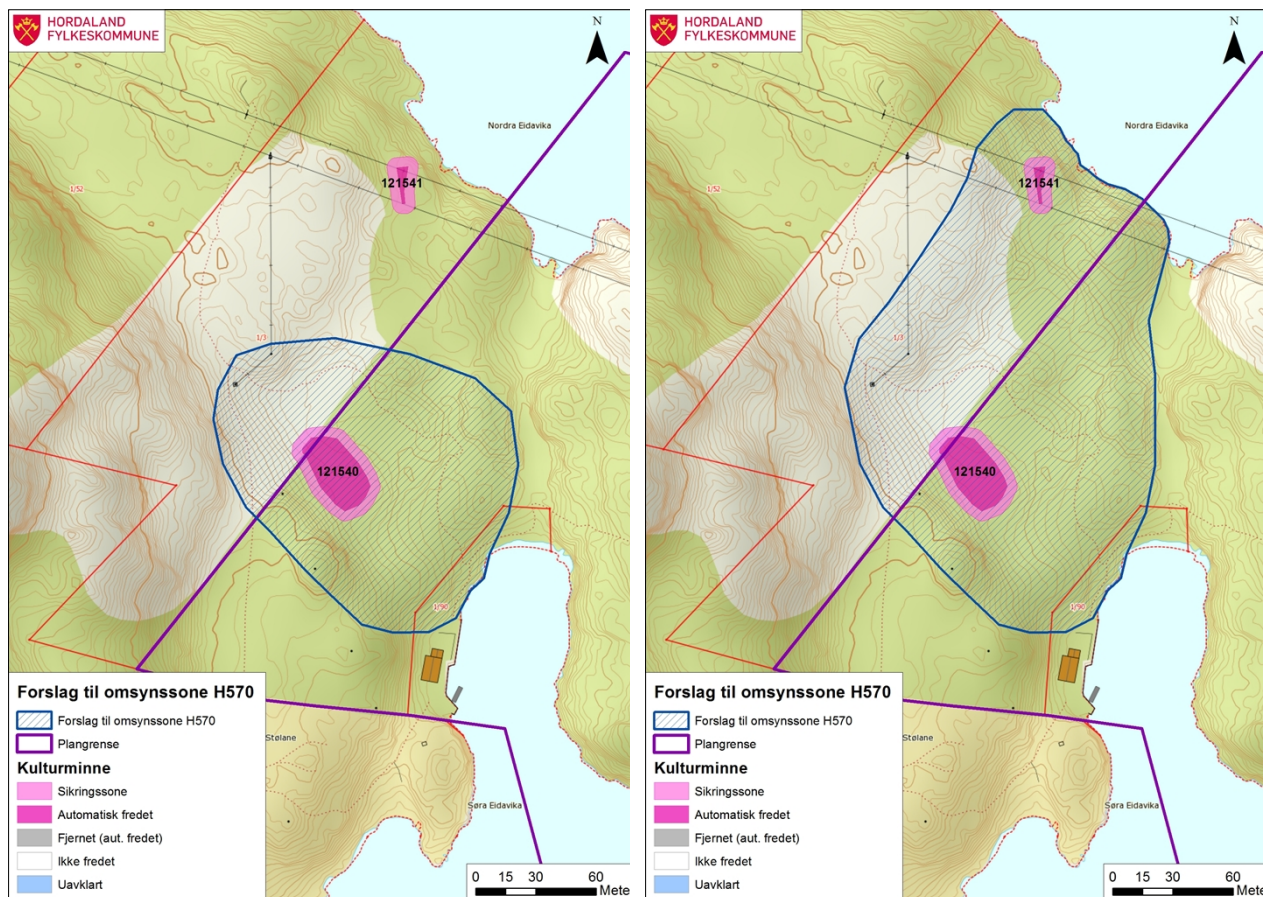 HORDALAND
FYLKESKOMMUNE
N
Nordra Eidavika
1/52
121541
1/3
121540
1/90
Stølane
Søra Eidavika
Forslag til omsynssone H570
Forslag til omsynssone H570
Plangrense
Kulturminne
Sikringssone
Automatisk fredet
Fjernet (aut. fredet)
Ikke fredet
Uavklart
0 15 30 60
Mete
HORDALAND
FYLKESKOMMUNE
N
Nordra Eidavika
1/52
121541
1/3
121540
1/90
Stølane
Søra Eidavika
Forslag til omsynssone H570
Forslag til omsynssone H570
Plangrense
Kulturminne
Sikringssone
Automatisk fredet
Fjernet (aut. fredet)
Ikke fredet
Uavklart
0 15 30 60
Mete